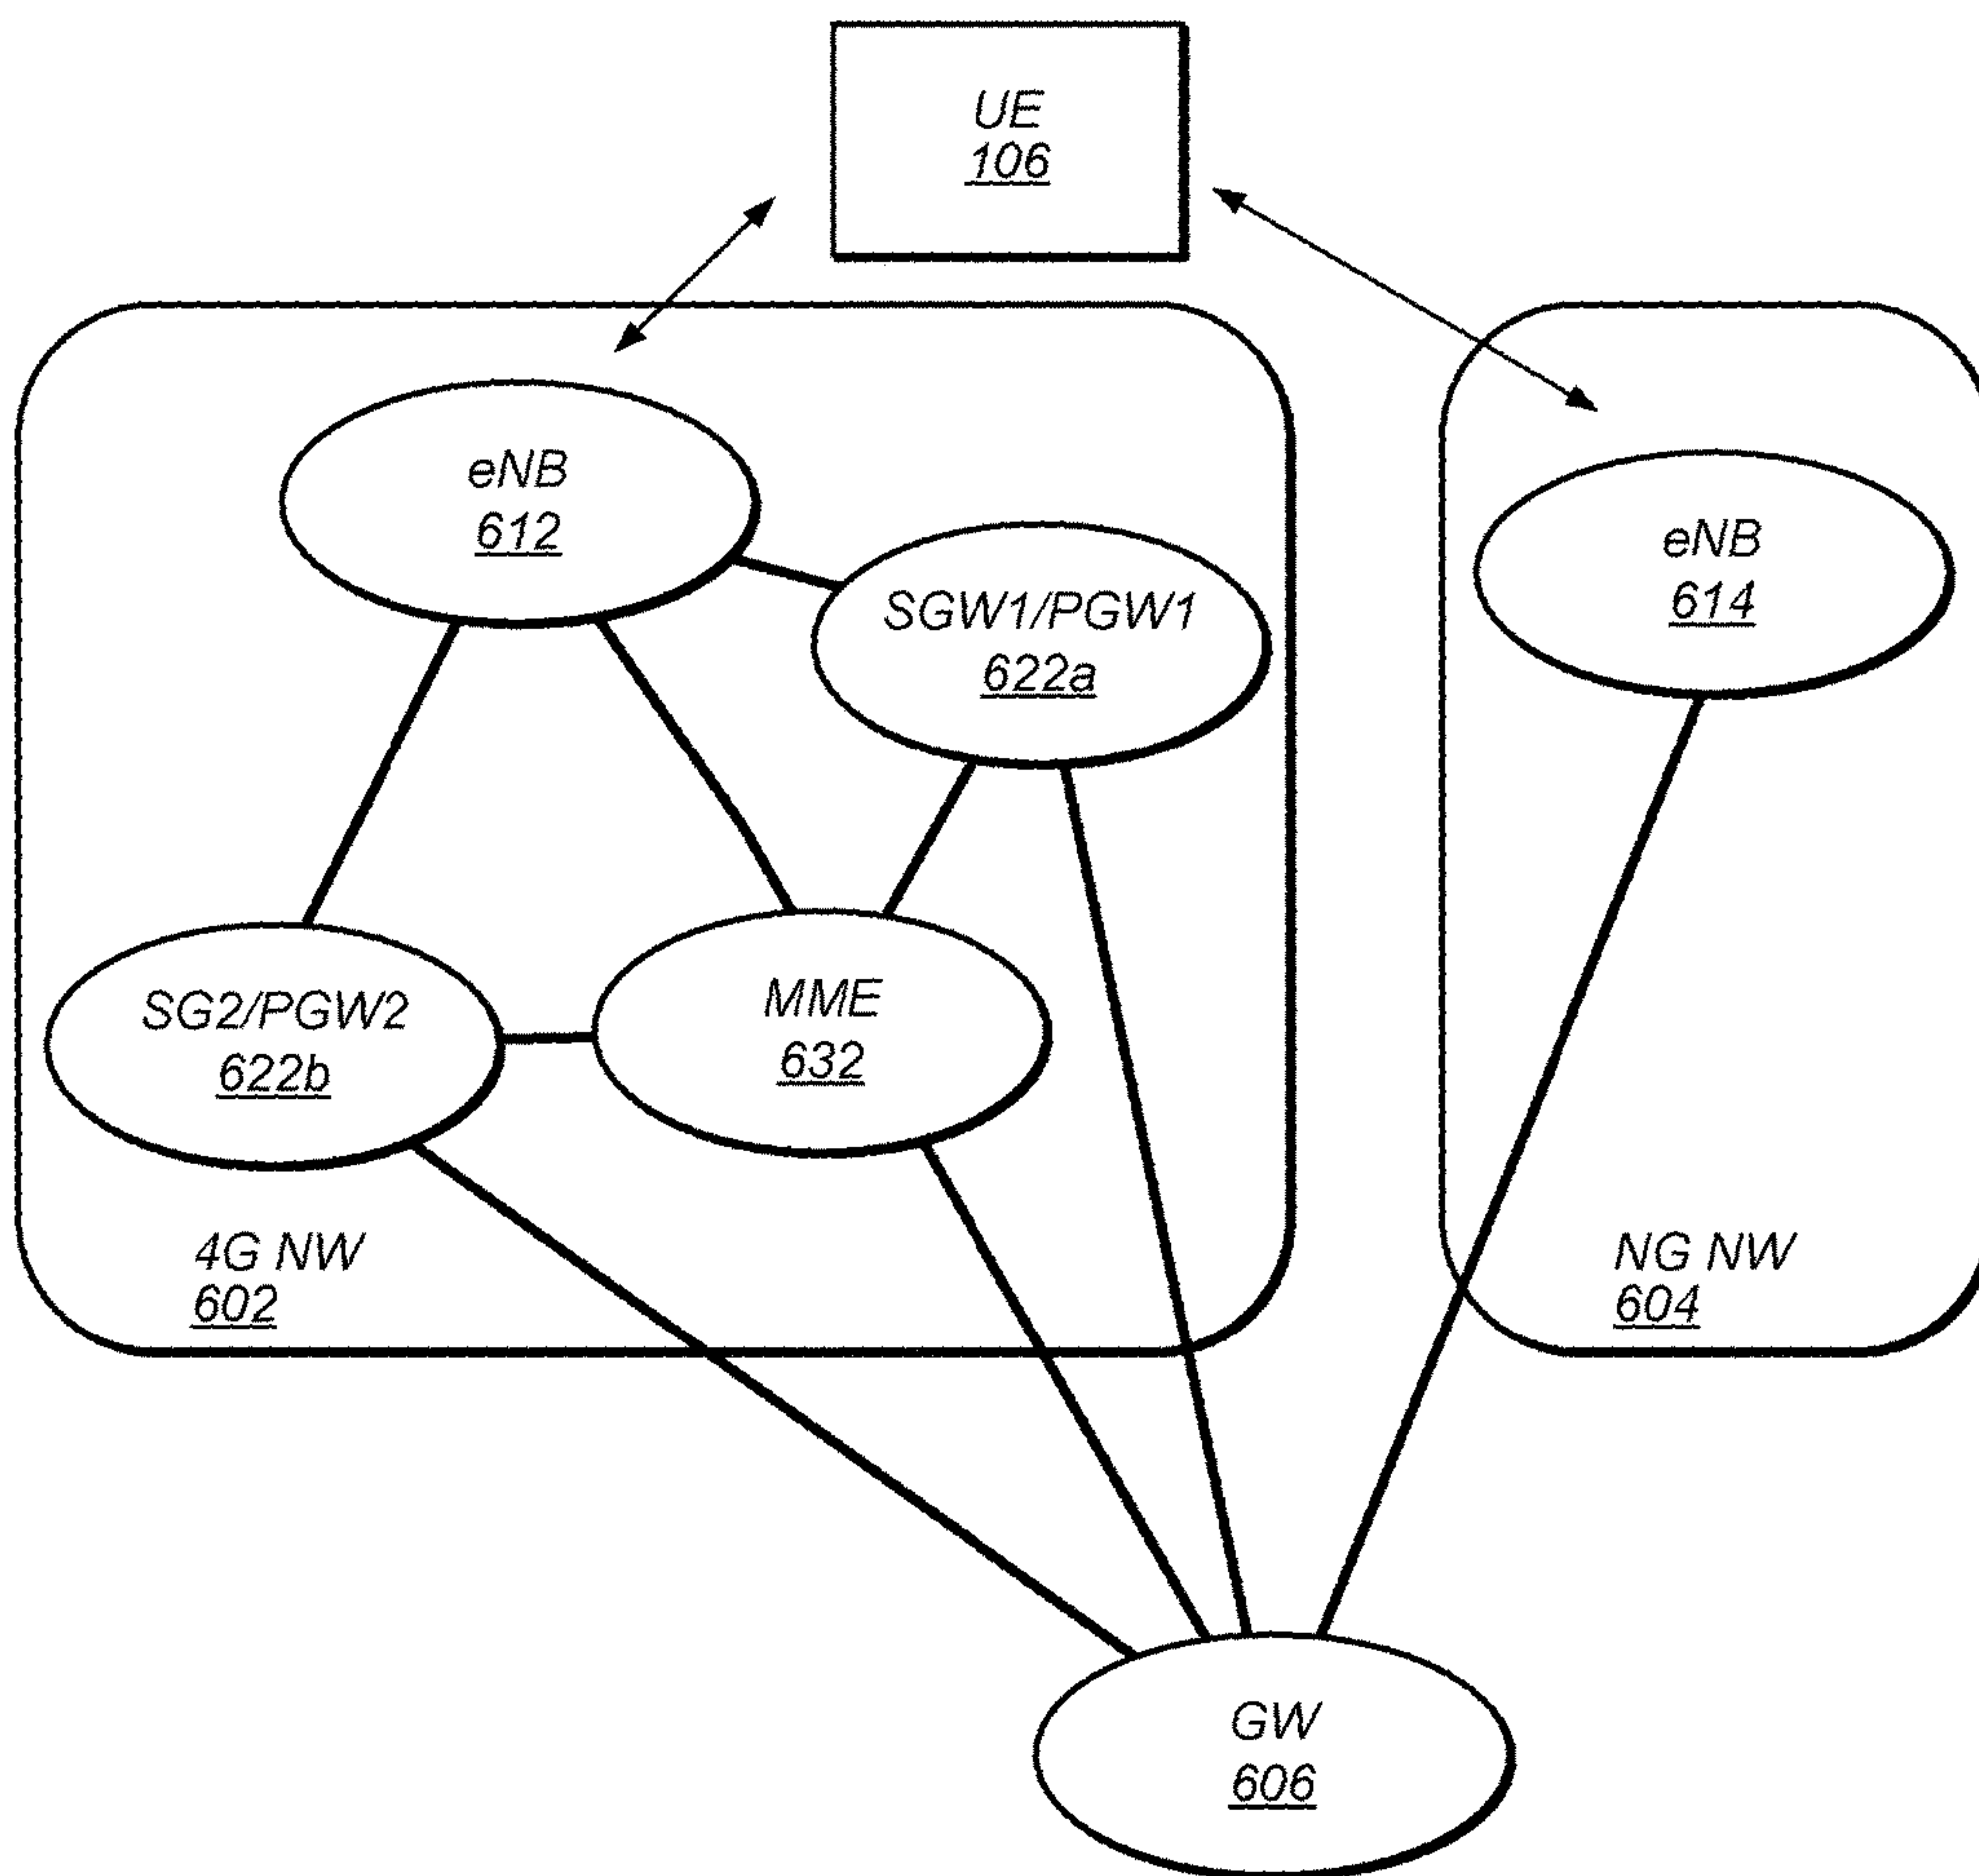 UE
106
eNB
612
SGW1/PGW1
622a
eNB
614
SG2/PGW2
622b
MME
632
4G NW
602
NG NW
604
GW
606